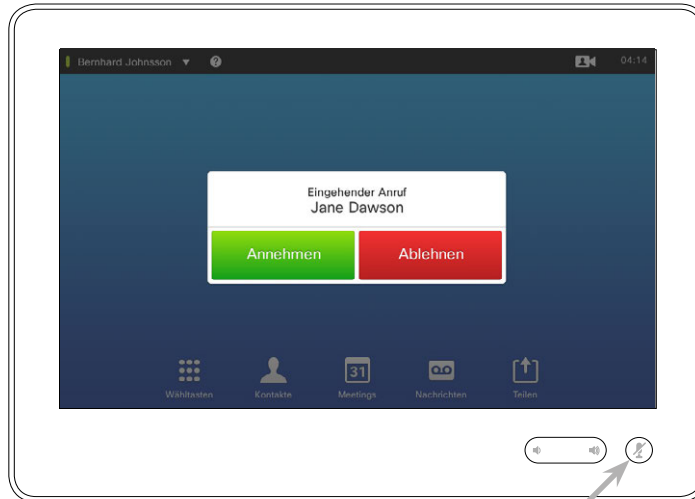 Bernhard Johnsson ▼ ? 04:14
Eingehender Anruf
Jane Dawson
Annehmen Ablehnen
31
Wähltasten Kontakte Meetings Nachrichten Teilen